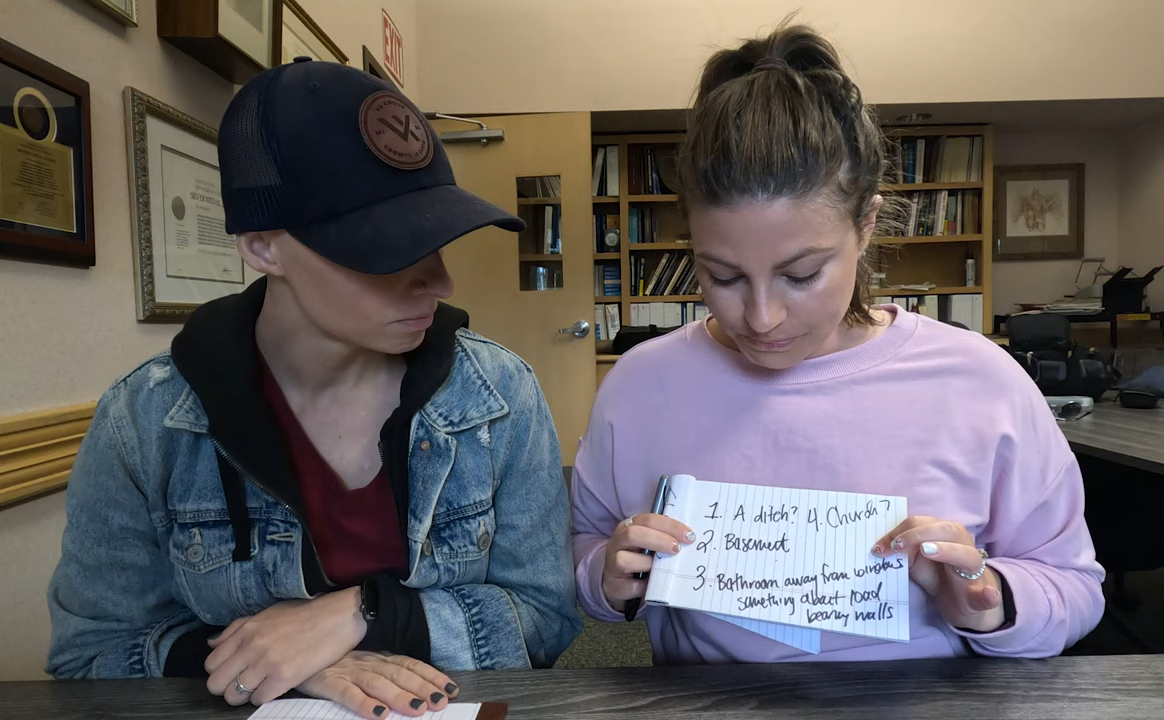 EXIT
1. A ditch? 4. Church?
2. Basement
3. Bathroom away from windows
something about load
bearing walls